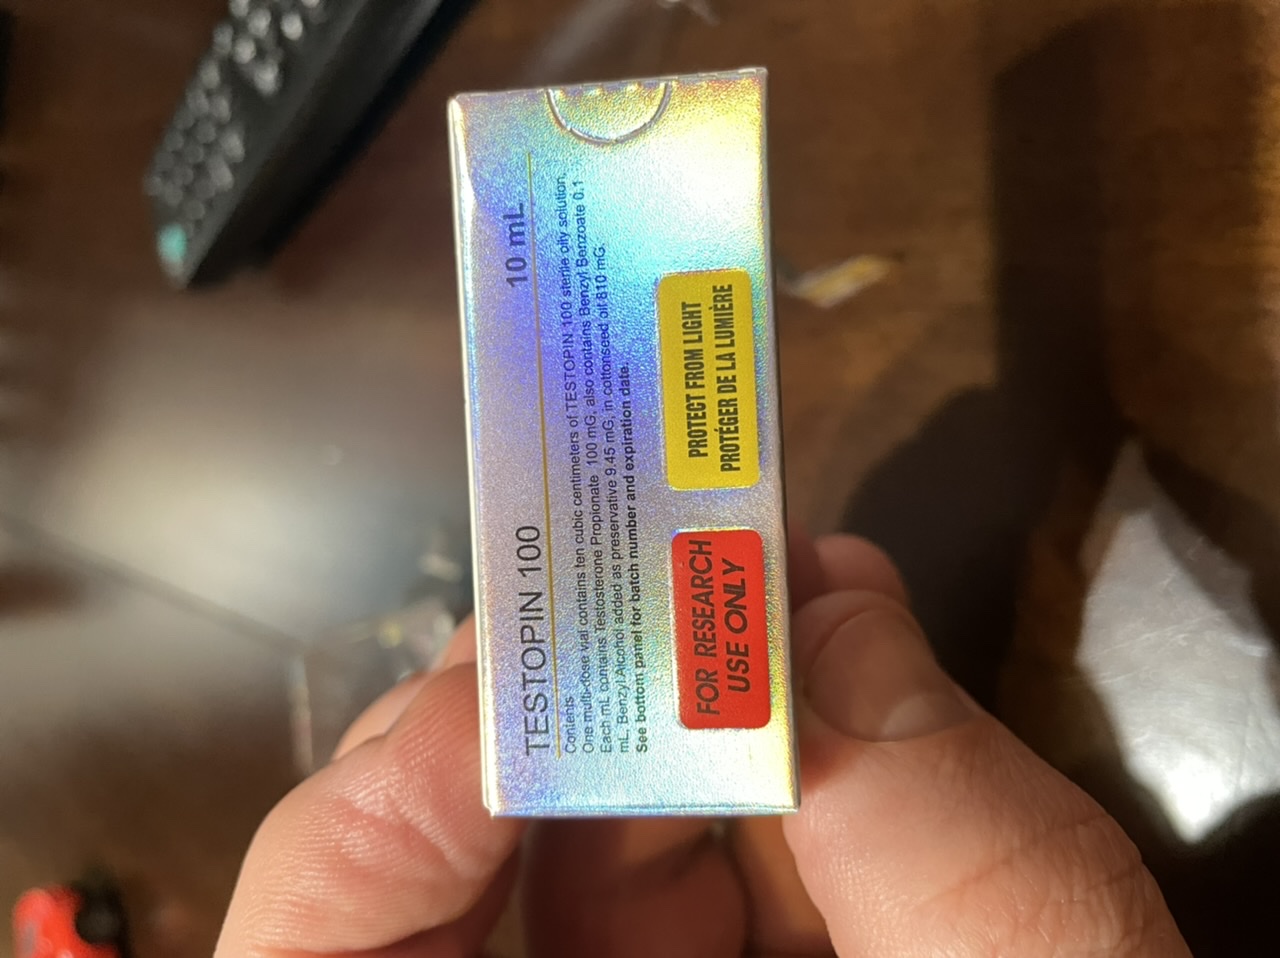 TESTOPIN 100 10 mL
Contents
One multi-dose vial contains ten cubic centimeters of TESTOPIN 100 sterile oily solution.
Each mL contains Testosterone Propionate 100 mG, also contains Benzyl Benzoate 0.1
mL, Benzyl Alcohol added as preservative 9.45 mG, in cottonseed oil 810 mG.
See bottom panel for batch number and expiration date.
FOR RESEARCH
USE ONLY
PROTECT FROM LIGHT
PROTÉGER DE LA LUMIÈRE